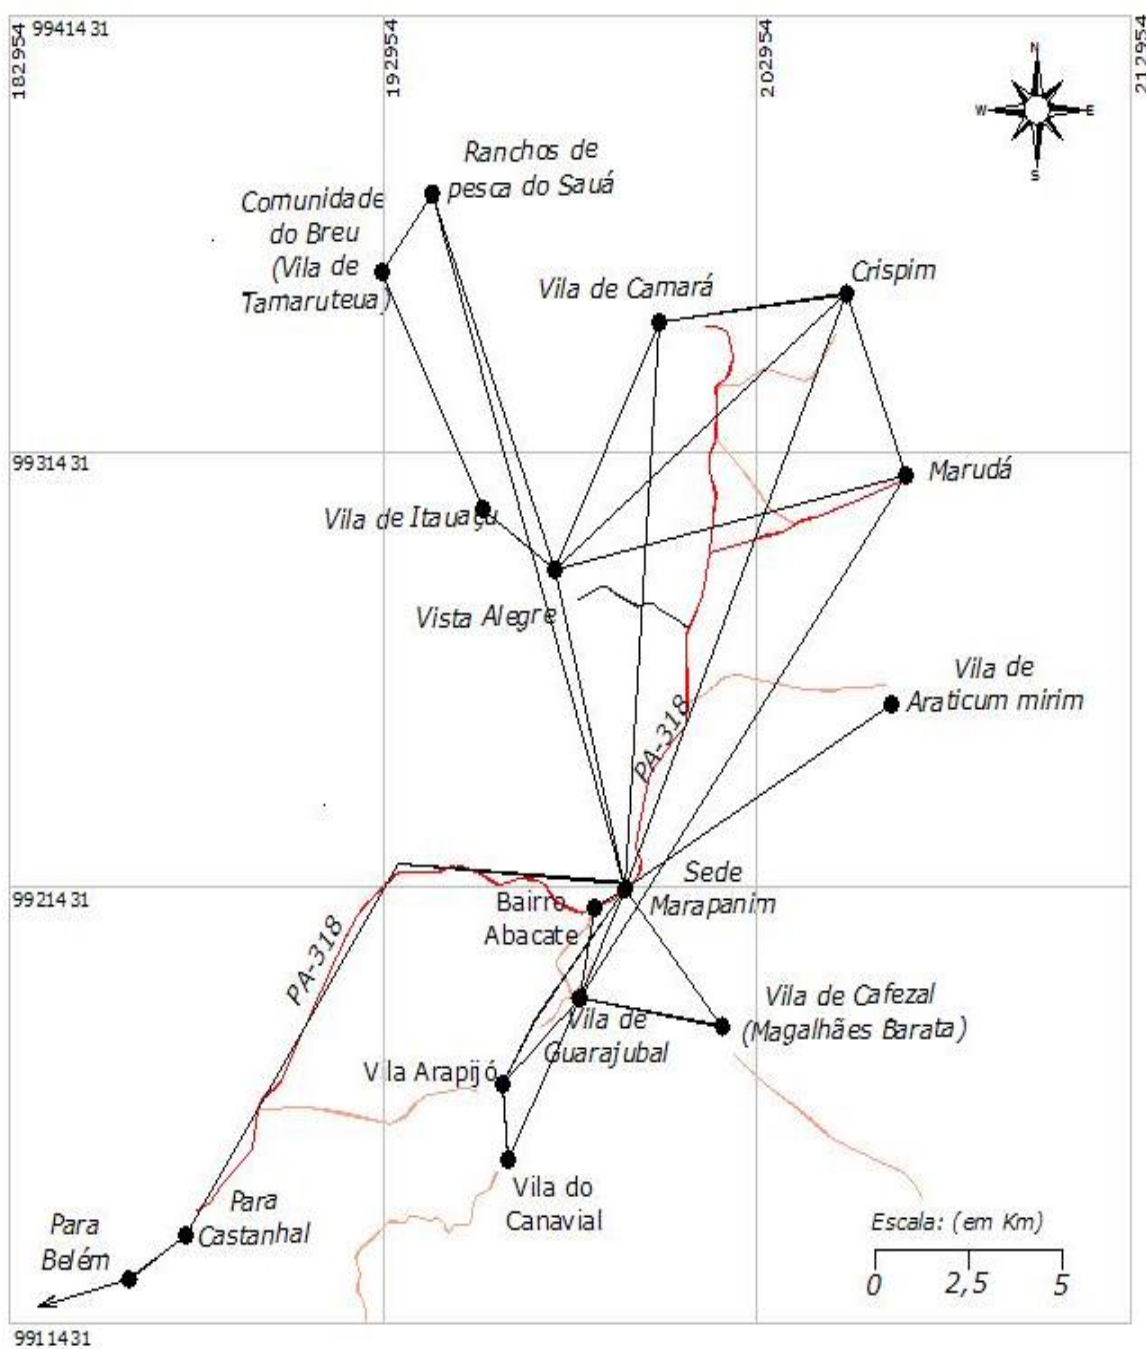 9941431
182954
192954
202954
212954
N
W
E
S
Ranchos de
pesca do Sauá
Comunidade
do Breu
(Vila de
Tamaruteua)
Crispim
Vila de Camará
9931431
Marudá
Vila de Itauaçu
Vista Alegre
Vila de
Araticum mirim
PA-318
Sede
Marapanim
9921431
Bairro
Abacate
PA-318
Vila de Cafezal
(Magalhães Barata)
Vila de
Guarajubal
Vila Arapijó
Vila do
Canavial
Para
Castanhal
Para
Belém
Escala: (em Km)
0 2,5 5
9911431